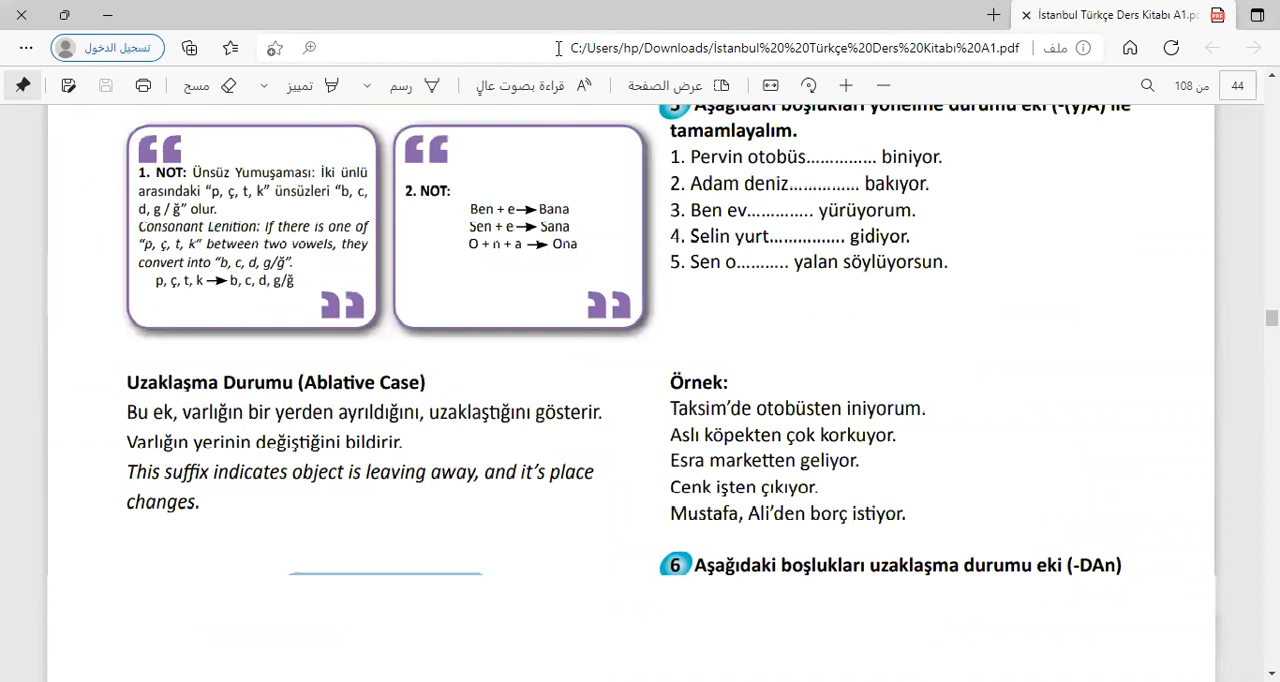 İstanbul Türkçe Ders Kitabı A1.pc
PDF
تسجيل الدخول
C:/Users/hp/Downloads/İstanbul%20%20Türkçe%20Ders%20Kitabı%20A1.pdf
ملف
مسح
تمييز
رسم
قراءة بصوت عالٍ
عرض الصفحة
من 108
44
5 Aşağıdaki boşlukları yönelme durumu eki (-(y)A) ile
tamamlayalım.
1. Pervin otobüs............... biniyor.
2. Adam deniz............... bakıyor.
3. Ben ev.............. yürüyorum.
4. Selin yurt................ gidiyor.
5. Sen o........... yalan söylüyorsun.
1. NOT: Ünsüz Yumuşaması: İki ünlü
arasındaki “p, ç, t, k” ünsüzleri “b, c,
d, g / ğ” olur.
Consonant Lenition: If there is one of
“p, ç, t, k” between two vowels, they
convert into “b, c, d, g/ğ”.
p, ç, t, k → b, c, d, g/ğ
2. NOT:
Ben + e → Bana
Sen + e → Sana
O + n + a → Ona
Uzaklaşma Durumu (Ablative Case)
Bu ek, varlığın bir yerden ayrıldığını, uzaklaştığını gösterir.
Varlığın yerinin değiştiğini bildirir.
This suffix indicates object is leaving away, and it’s place
changes.
Örnek:
Taksim’de otobüsten iniyorum.
Aslı köpekten çok korkuyor.
Esra marketten geliyor.
Cenk işten çıkıyor.
Mustafa, Ali’den borç istiyor.
6 Aşağıdaki boşlukları uzaklaşma durumu eki (-DAn)